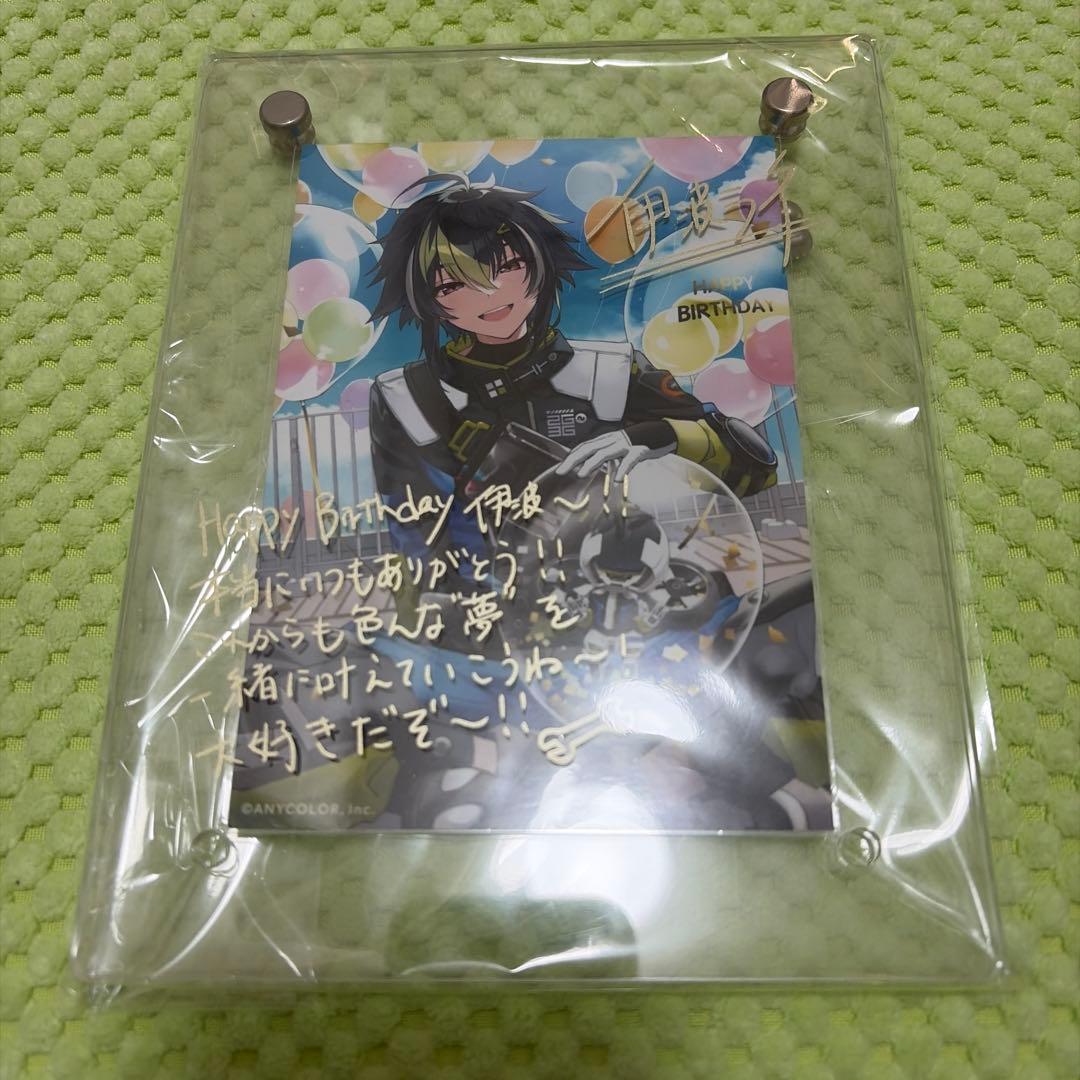 伊波ライ
HAPPY
BIRTHDAY
Happy Birthday 伊波〜!!
本当にいつもありがとう!!
これからも色んな"夢"を
一緒に叶えていこうね〜!
大好きだぞ〜!!
©ANYCOLOR, Inc.